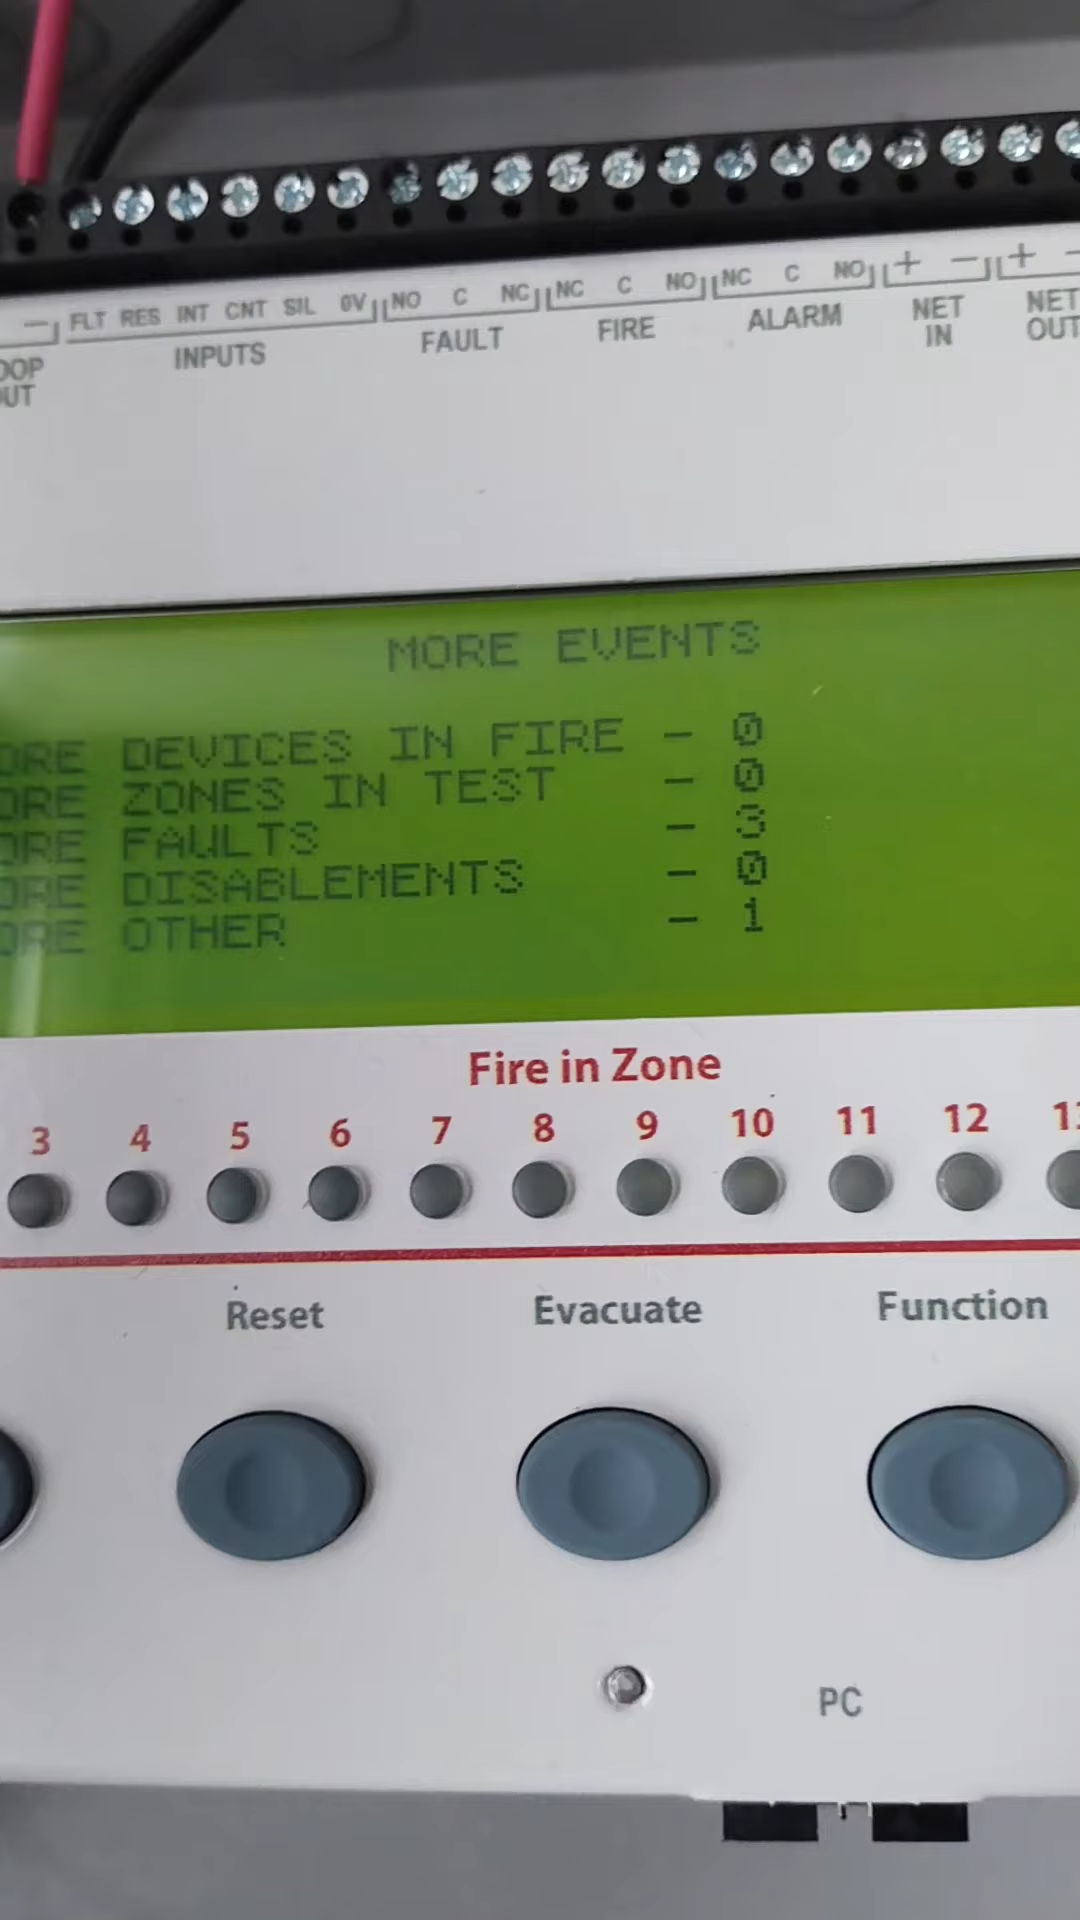 FLT RES INT CNT SIL 0V NO C NC NC C NO NC C NO + - + -
INPUTS FAULT FIRE ALARM NET IN NET OUT
MORE EVENTS
DEVICES IN FIRE - 0
ZONES IN TEST - 0
FAULTS - 3
DISABLEMENTS - 0
OTHER - 1
Fire in Zone
3 4 5 6 7 8 9 10 11 12
Reset Evacuate Function
PC